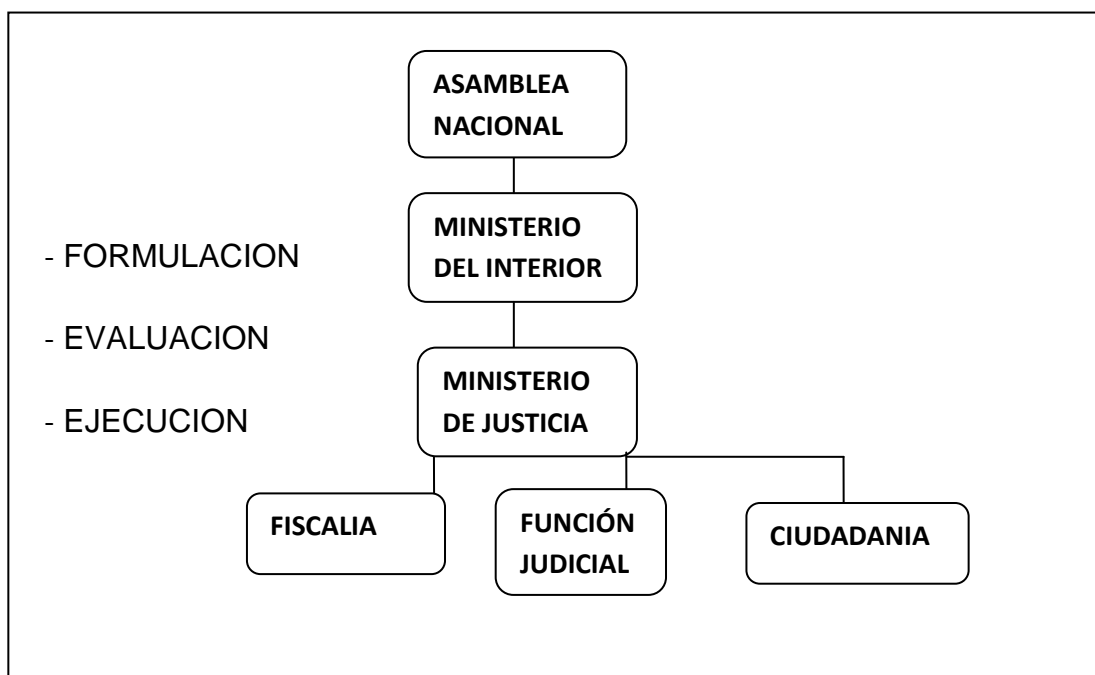 ASAMBLEA
NACIONAL
MINISTERIO
DEL INTERIOR
- FORMULACION
- EVALUACION
- EJECUCION
MINISTERIO
DE JUSTICIA
FISCALIA
FUNCIÓN
JUDICIAL
CIUDADANIA